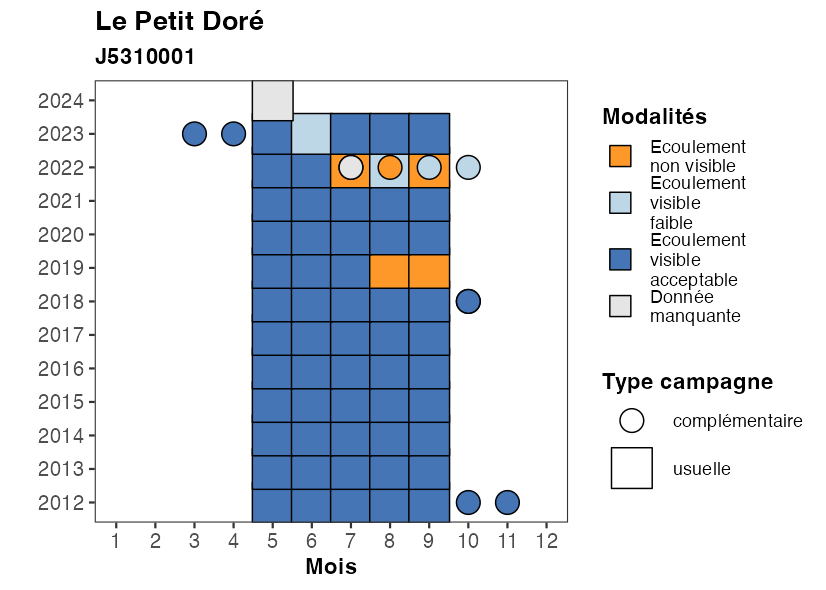 Le Petit Doré
J5310001
2024
2023
2022
2021
2020
2019
2018
2017
2016
2015
2014
2013
2012
1 2 3 4 5 6 7 8 9 10 11 12
Mois
Modalités
Ecoulement
non visible
Ecoulement
visible
faible
Ecoulement
visible
acceptable
Donnée
manquante
Type campagne
complémentaire
usuelle